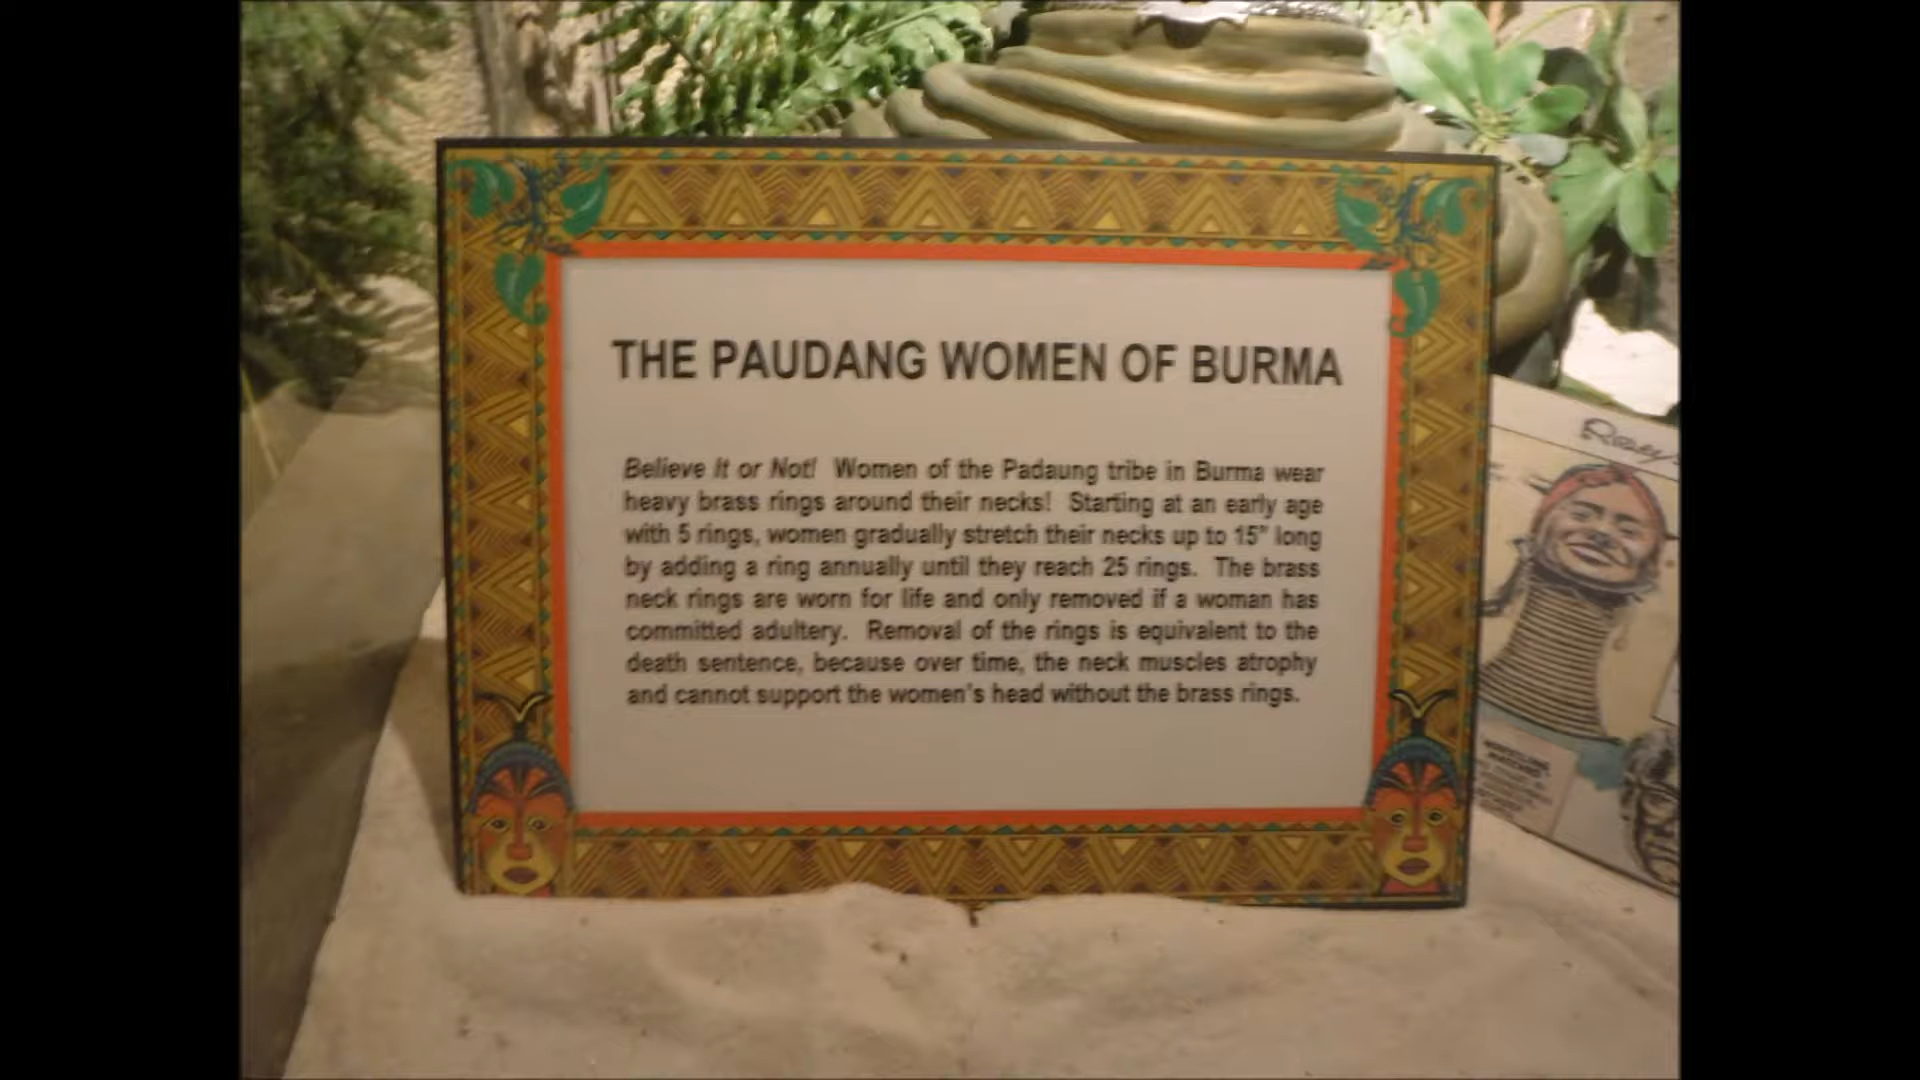 THE PAUDANG WOMEN OF BURMA
Believe It or Not! Women of the Padaung tribe in Burma wear
heavy brass rings around their necks! Starting at an early age
with 5 rings, women gradually stretch their necks up to 15" long
by adding a ring annually until they reach 25 rings. The brass
neck rings are worn for life and only removed if a woman has
committed adultery. Removal of the rings is equivalent to the
death sentence, because over time, the neck muscles atrophy
and cannot support the women's head without the brass rings.